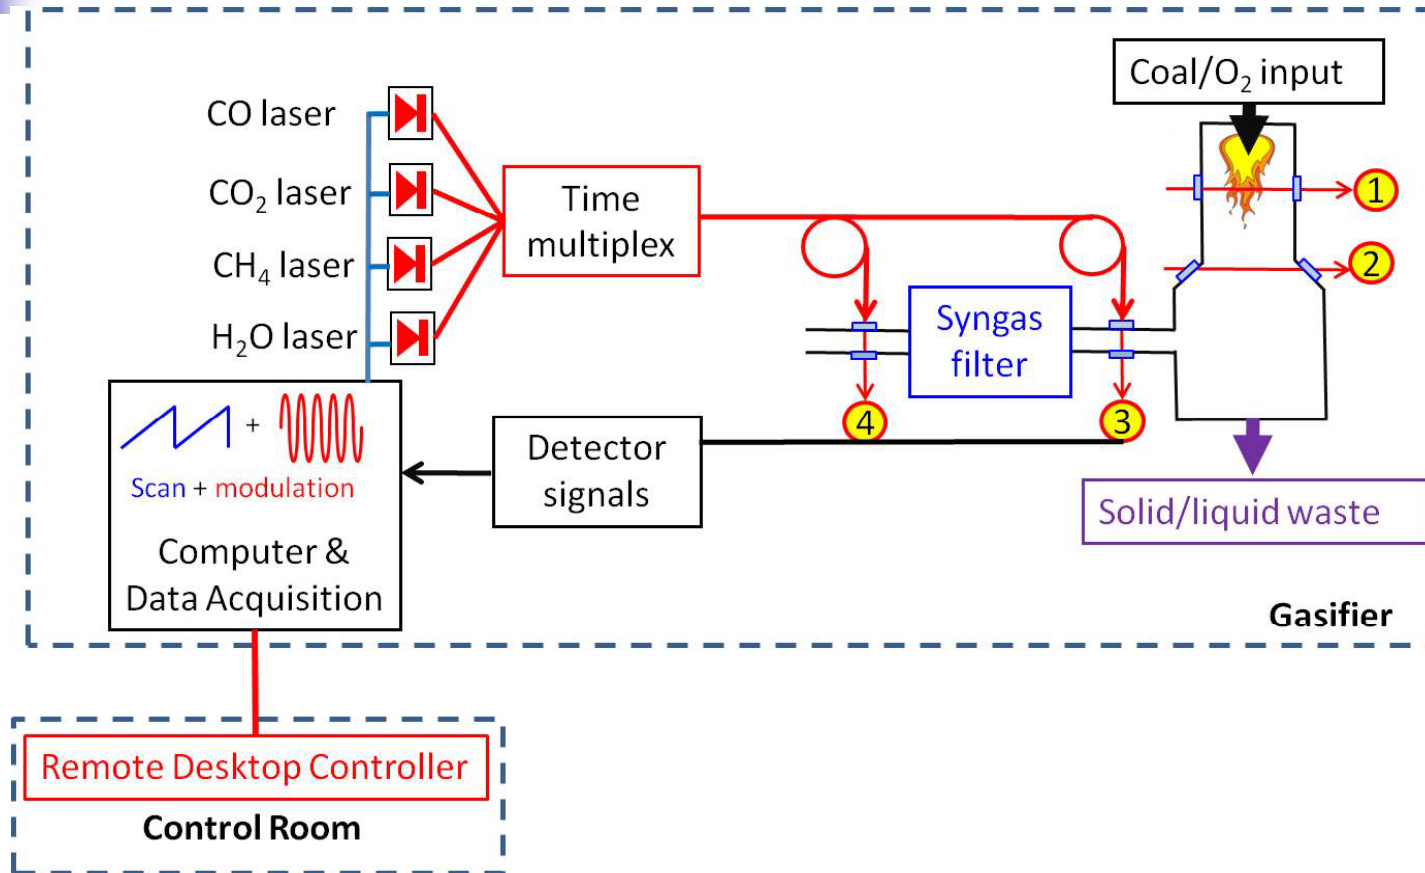 Coal/O₂ input
CO laser
CO₂ laser
CH₄ laser
H₂O laser
Time
multiplex
1
2
Syngas
filter
4
3
Detector
signals
+
Scan + modulation
Computer &
Data Acquisition
Solid/liquid waste
Gasifier
Remote Desktop Controller
Control Room